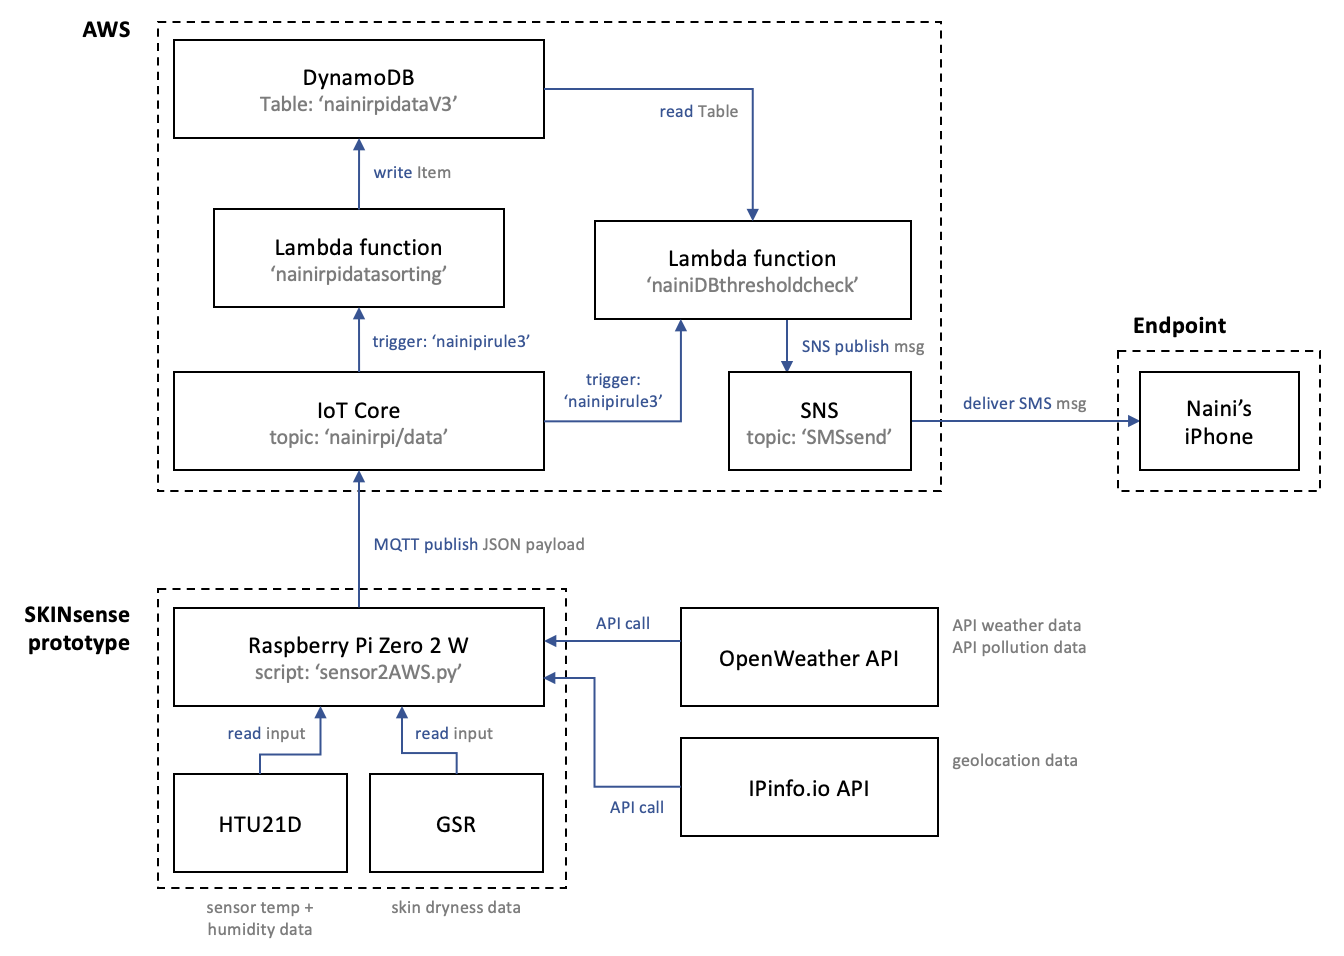 AWS
DynamoDB
Table: ‘nainirpidataV3’
read Table
write Item
Lambda function
‘nainirpidatasorting’
Lambda function
‘nainiDBthresholdcheck’
trigger: ‘nainipirule3’
SNS publish msg
Endpoint
trigger:
‘nainipirule3’
IoT Core
topic: ‘nainirpi/data’
SNS
topic: ‘SMSsend’
deliver SMS msg
Naini’s
iPhone
MQTT publish JSON payload
SKINsense
prototype
Raspberry Pi Zero 2 W
script: ‘sensor2AWS.py’
API call
OpenWeather API
API weather data
API pollution data
read input
read input
API call
IPinfo.io API
geolocation data
HTU21D
GSR
sensor temp +
humidity data
skin dryness data